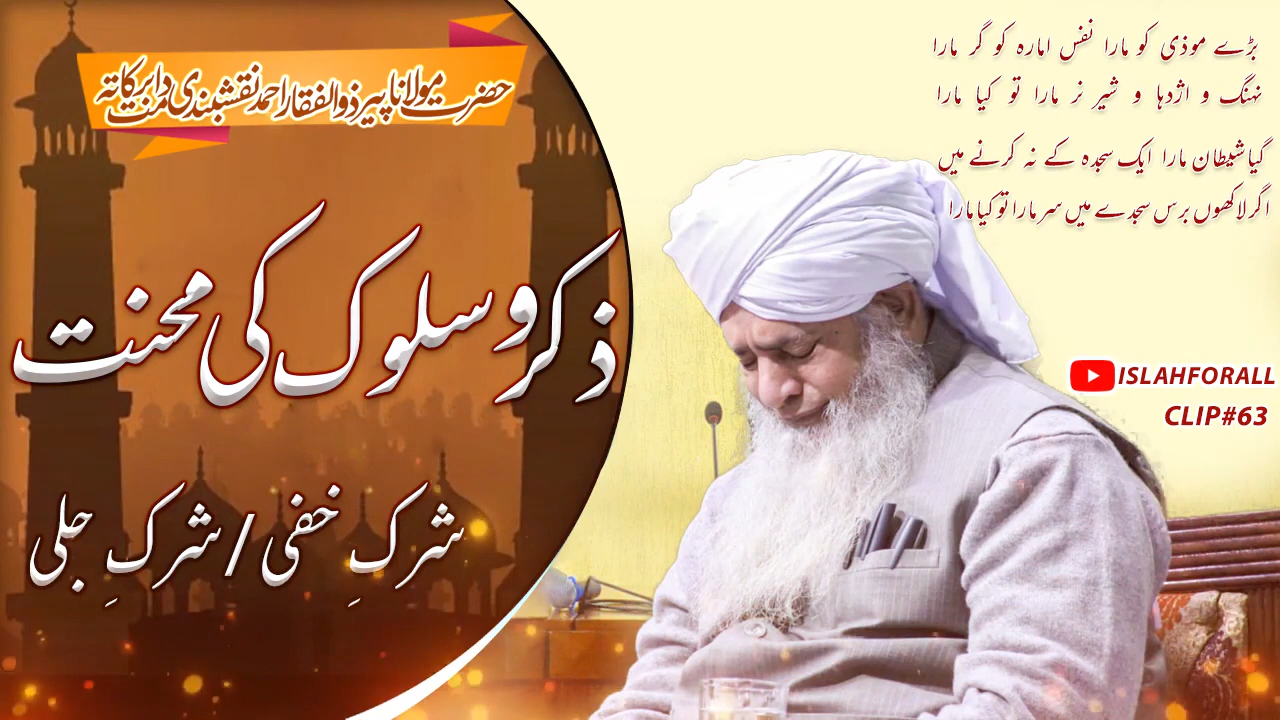 حضرت مولانا پیر ذوالفقار احمد نقشبندی دامت برکاتہ
ذکر و سلوک کی محنت
شرکِ خفی / شرکِ جلی
بڑے موذی کو مارا نفس امارہ کو گر مارا
نہنگ و اژدہا و شیر نر مارا تو کیا مارا
گیا شیطان مارا ایک سجدہ کے نہ کرنے میں
اگر لاکھوں برس سجدے میں سر مارا تو کیا مارا
ISLAHFORALL
CLIP#63